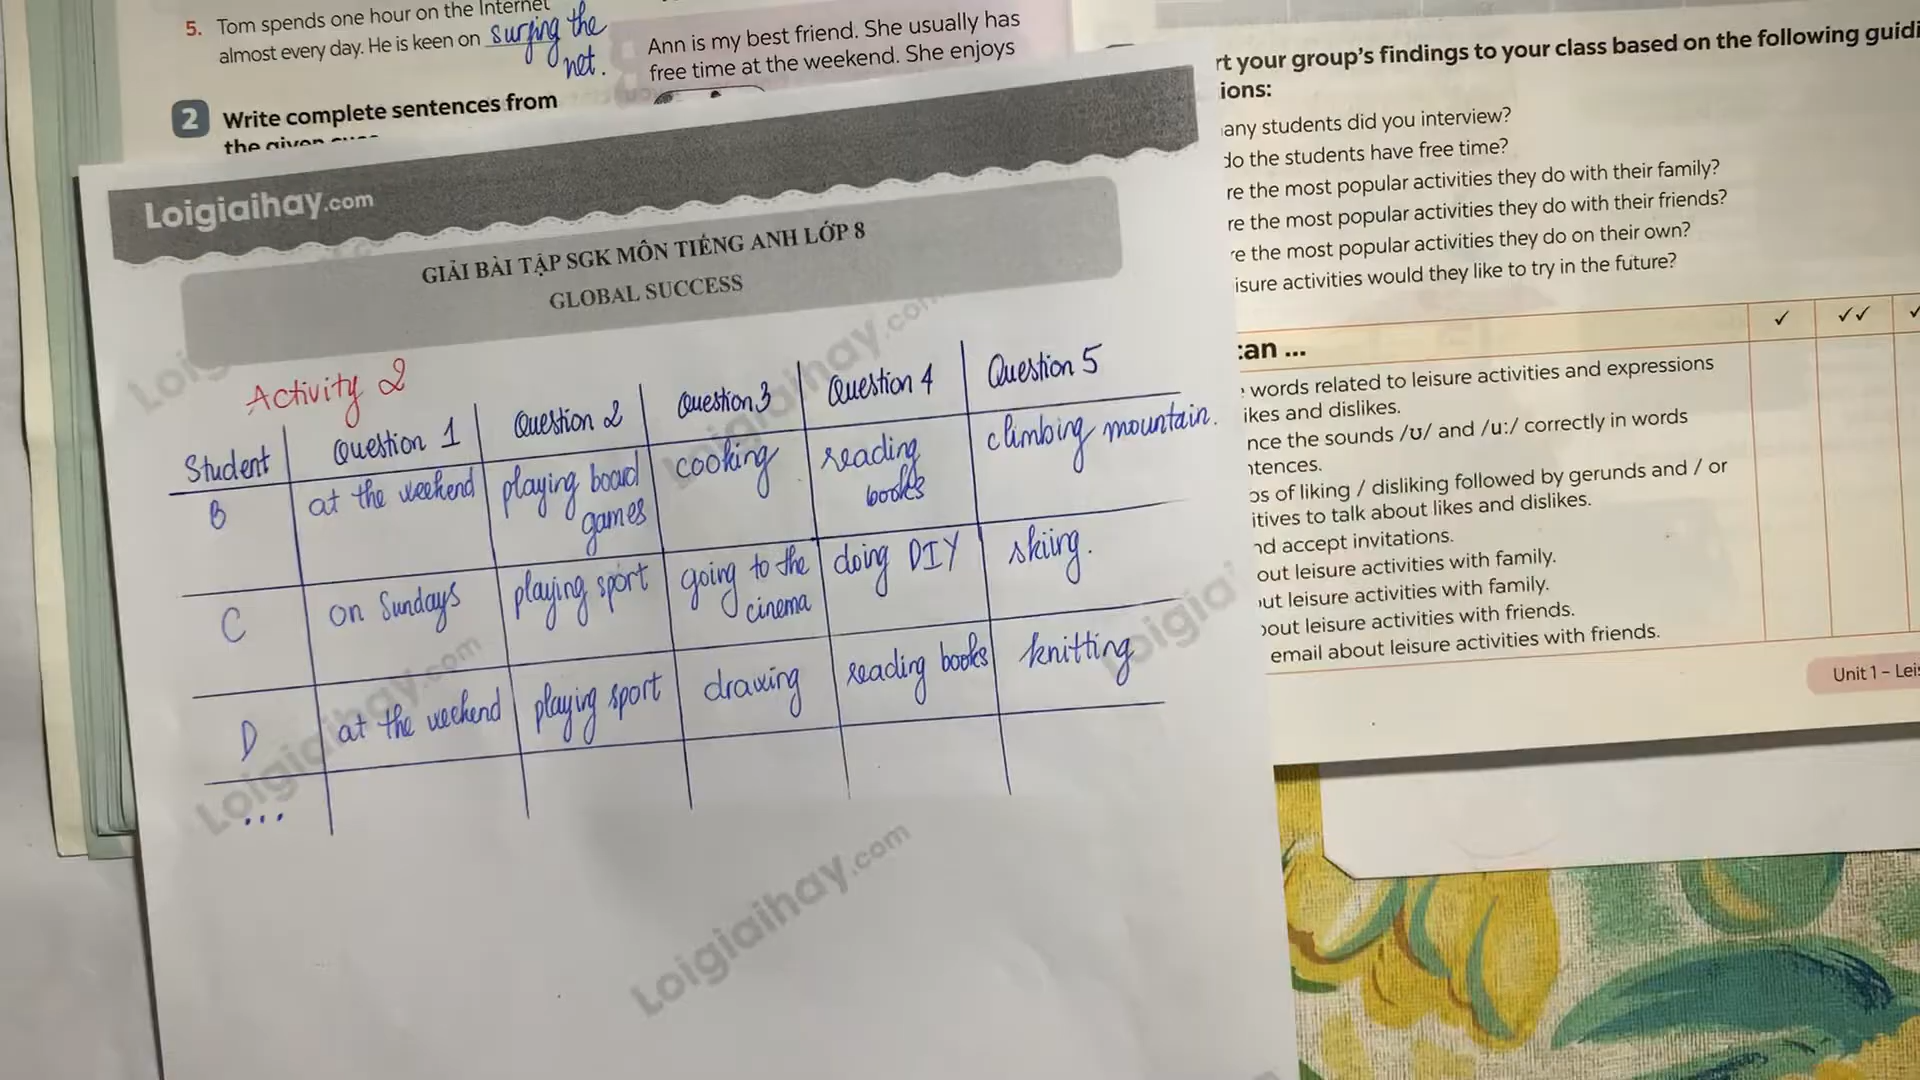 5. Tom spends one hour on the Internet
almost every day. He is keen on surfing the
net.
2 Write complete sentences from
the given
Ann is my best friend. She usually has
free time at the weekend. She enjoys
rt your group's findings to your class based on the following guidi
ions:
any students did you interview?
do the students have free time?
re the most popular activities they do with their family?
re the most popular activities they do with their friends?
re the most popular activities they do on their own?
isure activities would they like to try in the future?
Loigiaihay.com
GIẢI BÀI TẬP SGK MÔN TIẾNG ANH LỚP 8
GLOBAL SUCCESS
Activity 2
Student Question 1 Question 2 Question 3 Question 4 Question 5
B at the weekend playing board games cooking reading books climbing mountain.
C on Sundays playing sport going to the cinema doing DIY skiing.
D at the weekend playing sport drawing reading books knitting
...
can ... ✓ ✓✓ ✓
words related to leisure activities and expressions
ikes and dislikes.
nce the sounds /ʊ/ and /u:/ correctly in words
ntences.
bs of liking / disliking followed by gerunds and / or
itives to talk about likes and dislikes.
nd accept invitations.
out leisure activities with family.
out leisure activities with family.
bout leisure activities with friends.
email about leisure activities with friends.
Unit 1 – Leis
Loigiaihay.com
Loigiaihay.com
Loigiaihay.com